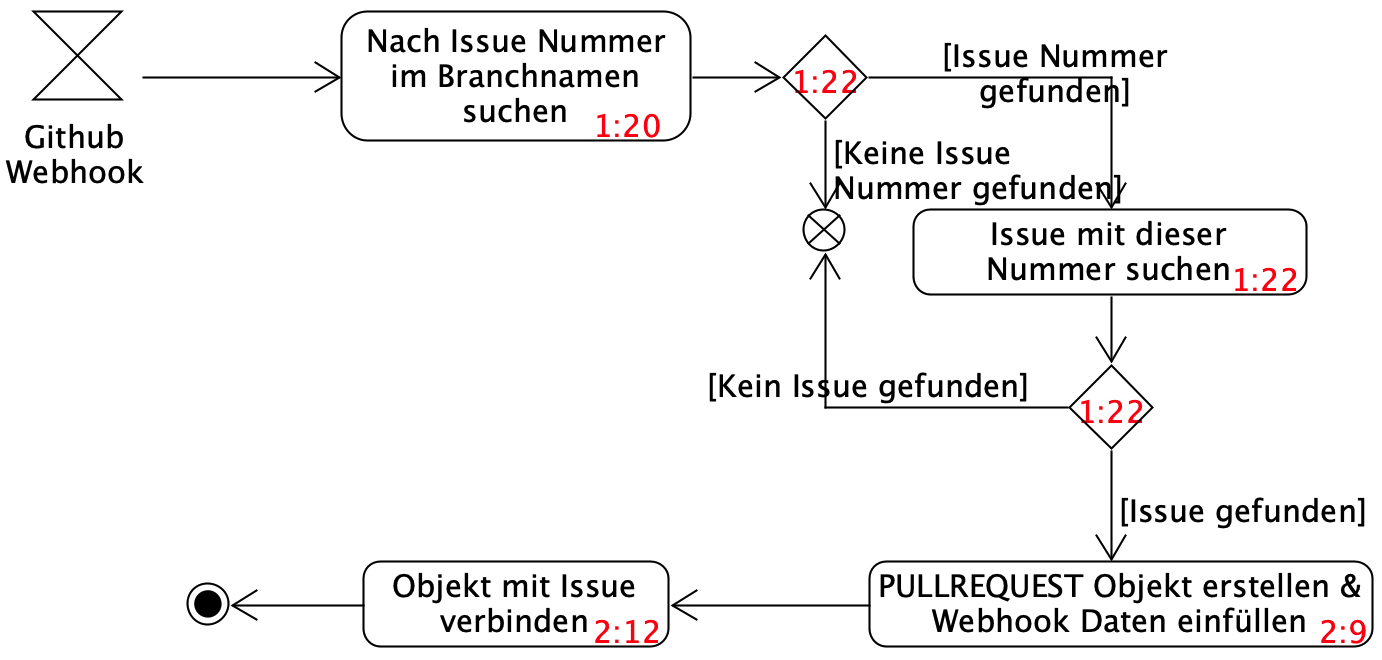 Github
Webhook
Nach Issue Nummer
im Branchnamen
suchen
1:20
1:22
[Issue Nummer
gefunden]
[Keine Issue
Nummer gefunden]
Issue mit dieser
Nummer suchen
1:22
[Kein Issue gefunden]
1:22
[Issue gefunden]
PULLREQUEST Objekt erstellen &
Webhook Daten einfüllen
2:9
Objekt mit Issue
verbinden
2:12